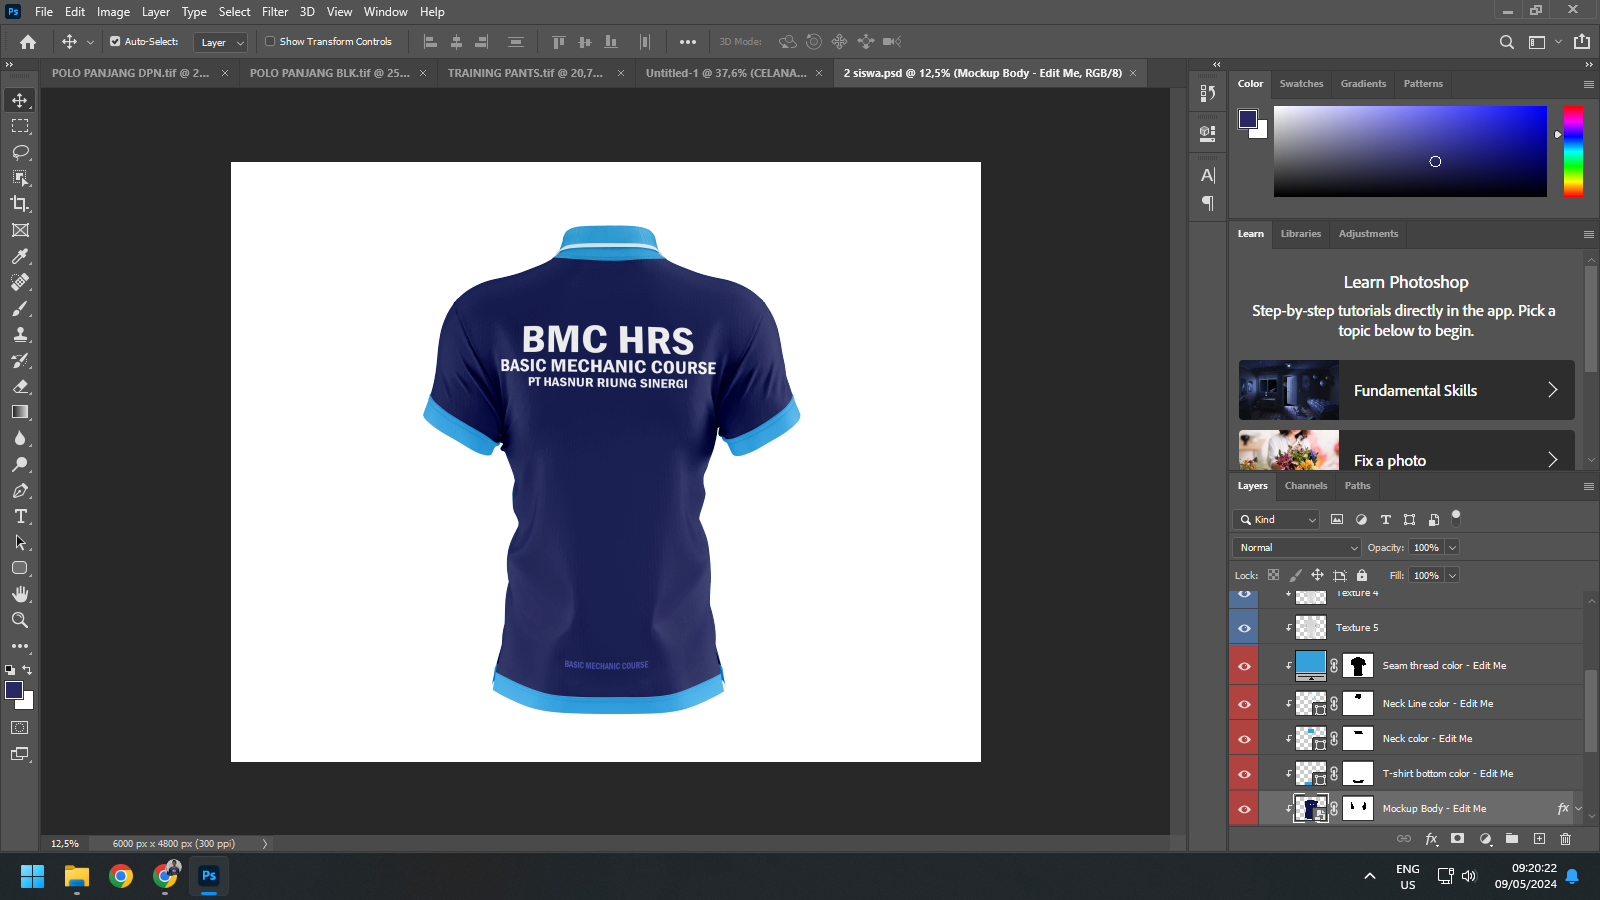 Ps File Edit Image Layer Type Select Filter 3D View Window Help
Auto-Select: Layer Show Transform Controls 3D Mode:
POLO PANJANG DPN.tif @ 2... × POLO PANJANG BLK.tif @ 25... × TRAINING PANTS.tif @ 20,7... × Untitled-1 @ 37,6% (CELANA... × 2 siswa.psd @ 12,5% (Mockup Body - Edit Me, RGB/8) ×
Color Swatches Gradients Patterns
Learn Libraries Adjustments
Learn Photoshop
Step-by-step tutorials directly in the app. Pick a
topic below to begin.
Fundamental Skills
Fix a photo
BMC HRS
BASIC MECHANIC COURSE
PT HASNUR RIUNG SINERGI
BASIC MECHANIC COURSE
Layers Channels Paths
Kind
Normal Opacity: 100%
Lock: Fill: 100%
Texture 4
Texture 5
Seam thread color - Edit Me
Neck Line color - Edit Me
Neck color - Edit Me
T-shirt bottom color - Edit Me
Mockup Body - Edit Me fx
12,5% 6000 px x 4800 px (300 ppi)
fx
Ps
ENG
US
09:20:22
09/05/2024